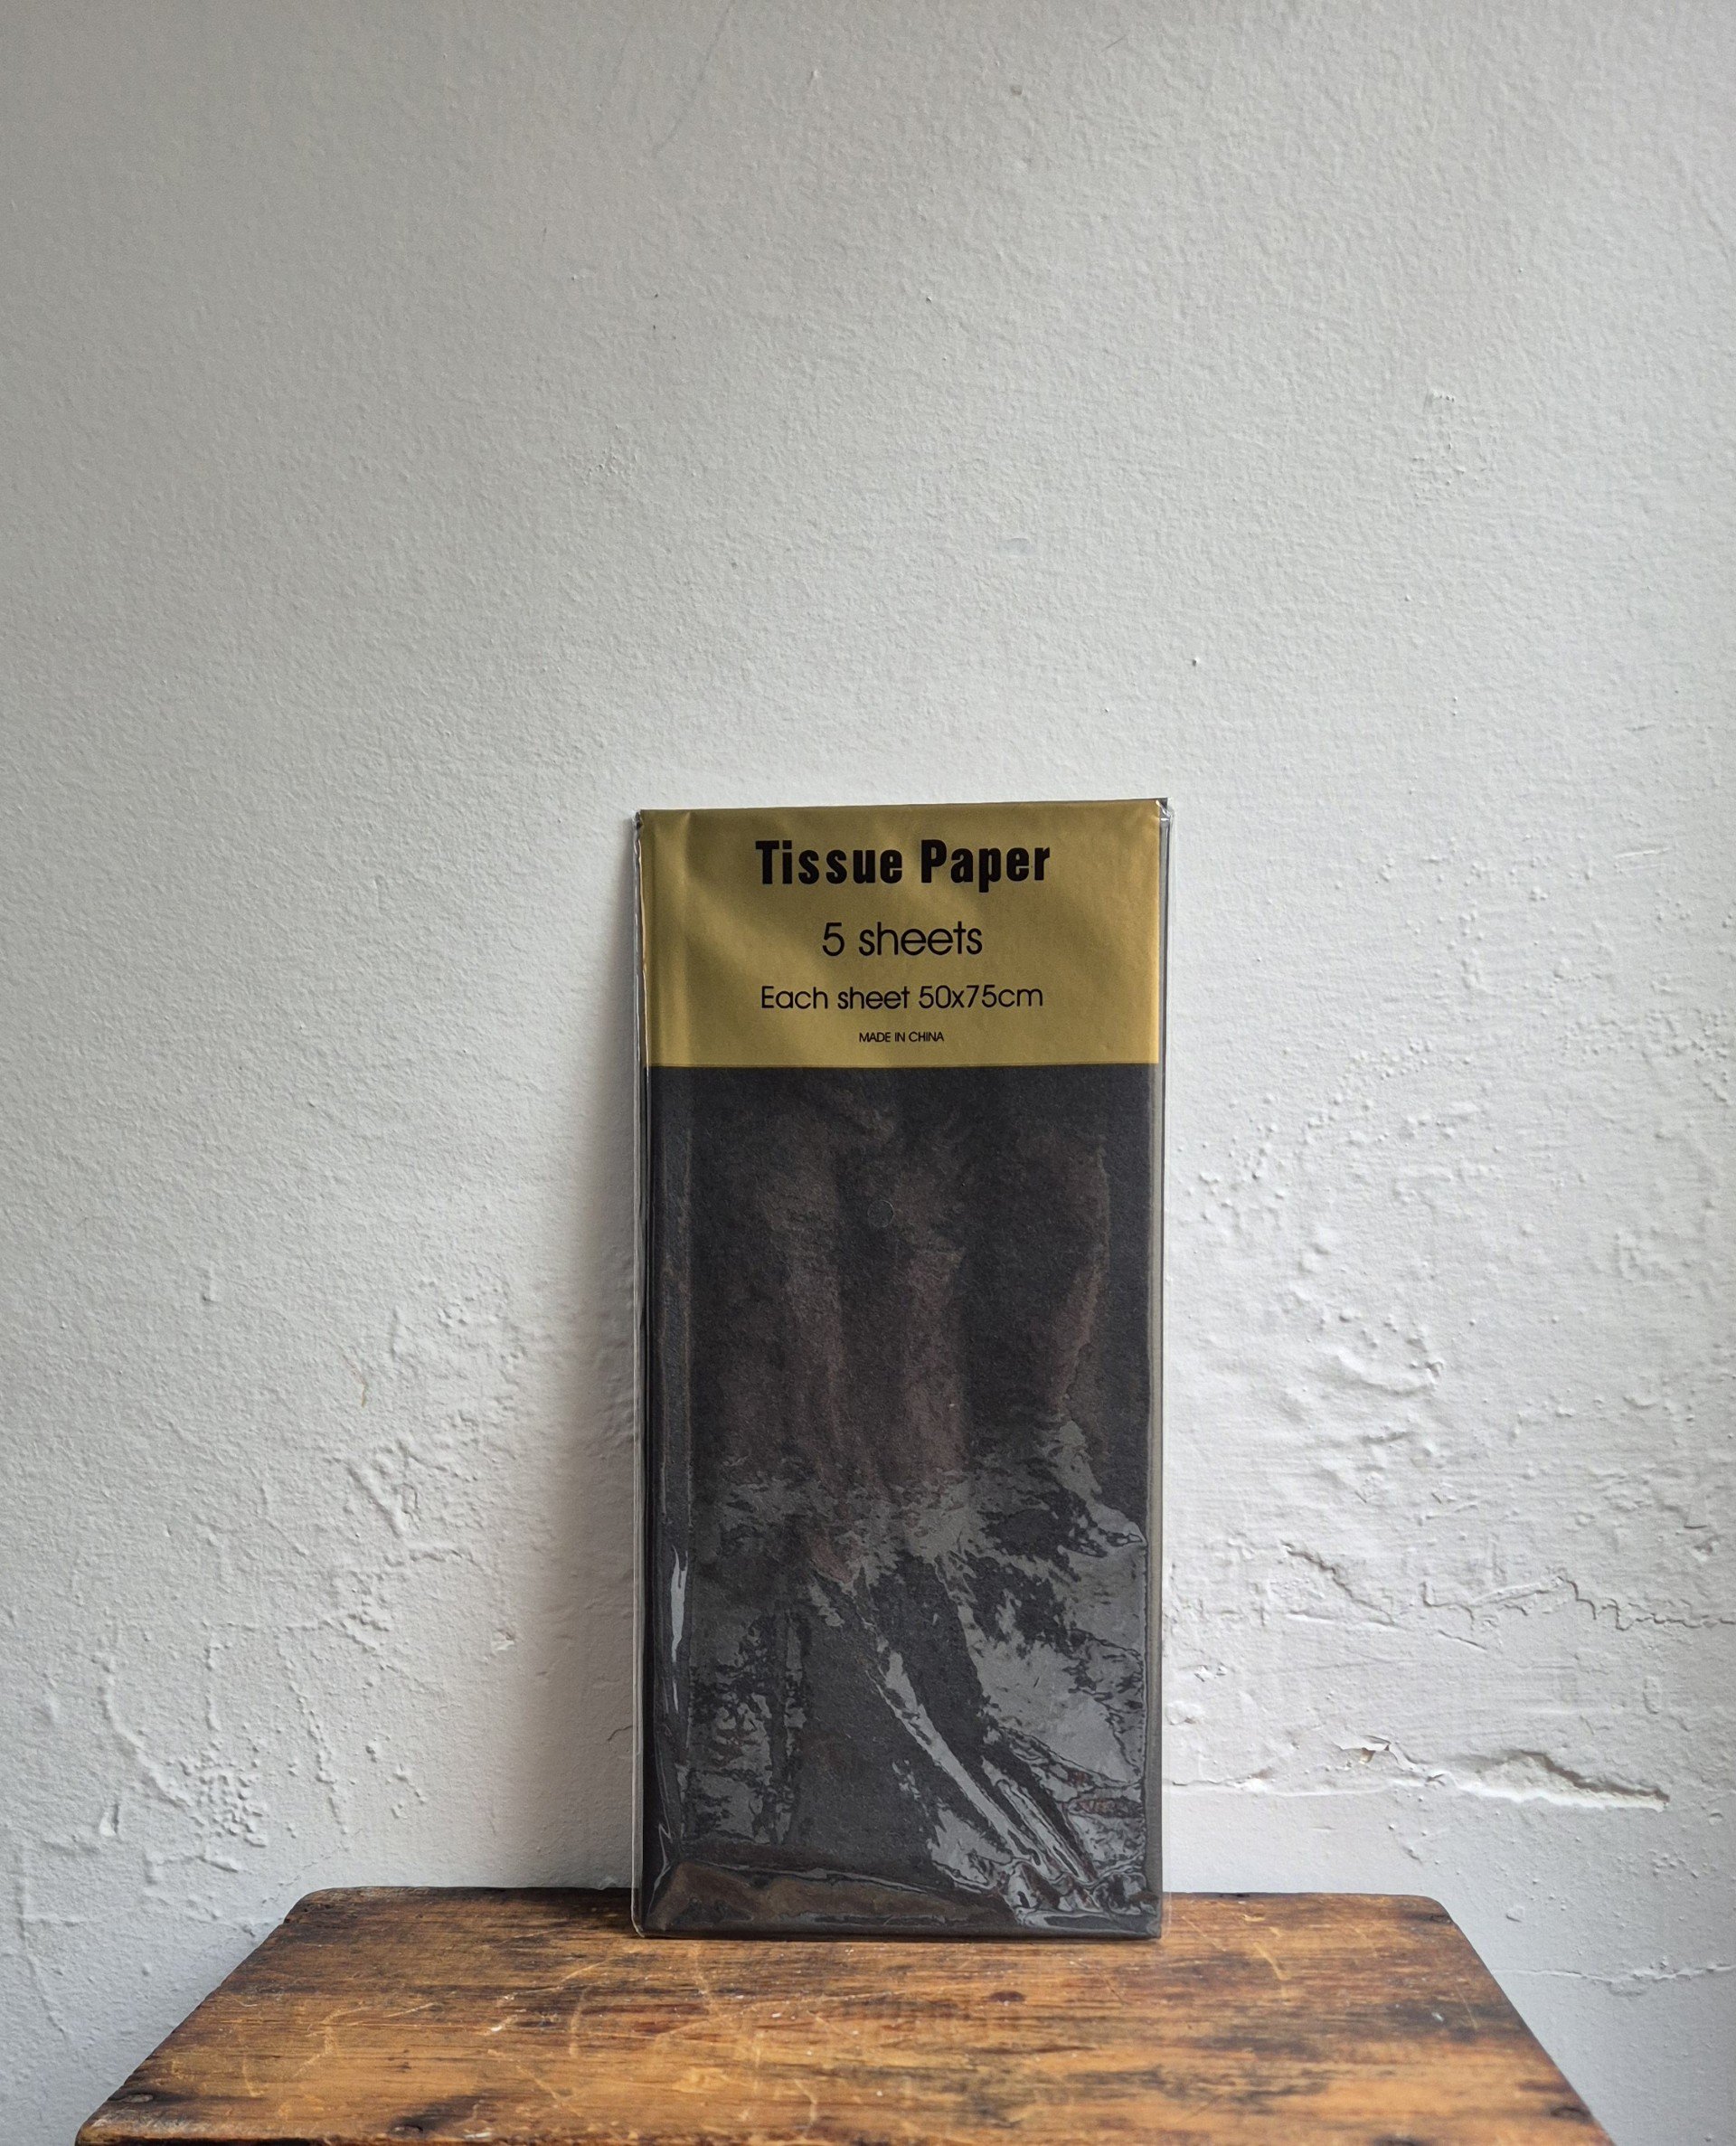 Tissue Paper
5 sheets
Each sheet 50x75cm
MADE IN CHINA